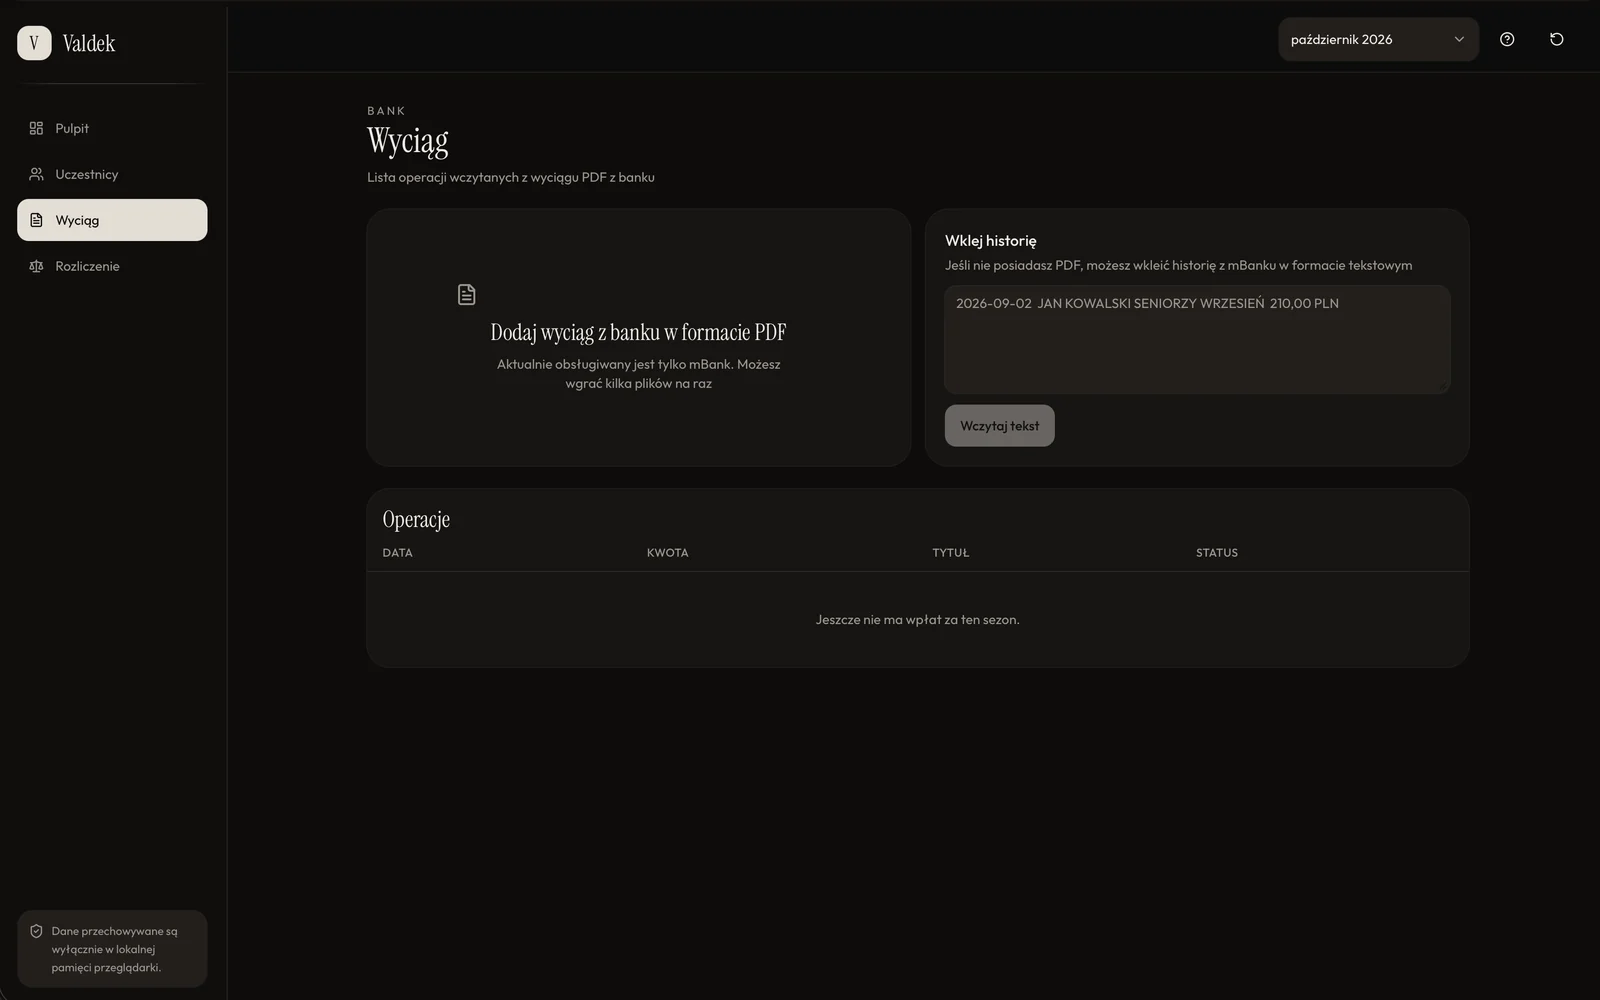 V Valdek
październik 2026
Pulpit
Uczestnicy
Wyciąg
Rozliczenie
BANK
Wyciąg
Lista operacji wczytanych z wyciągu PDF z banku
Dodaj wyciąg z banku w formacie PDF
Aktualnie obsługiwany jest tylko mBank. Możesz
wgrać kilka plików na raz
Wklej historię
Jeśli nie posiadasz PDF, możesz wkleić historię z mBanku w formacie tekstowym
2026-09-02 JAN KOWALSKI SENIORZY WRZESIEŃ 210,00 PLN
Wczytaj tekst
Operacje
DATA KWOTA TYTUŁ STATUS
Jeszcze nie ma wpłat za ten sezon.
Dane przechowywane są
wyłącznie w lokalnej
pamięci przeglądarki.